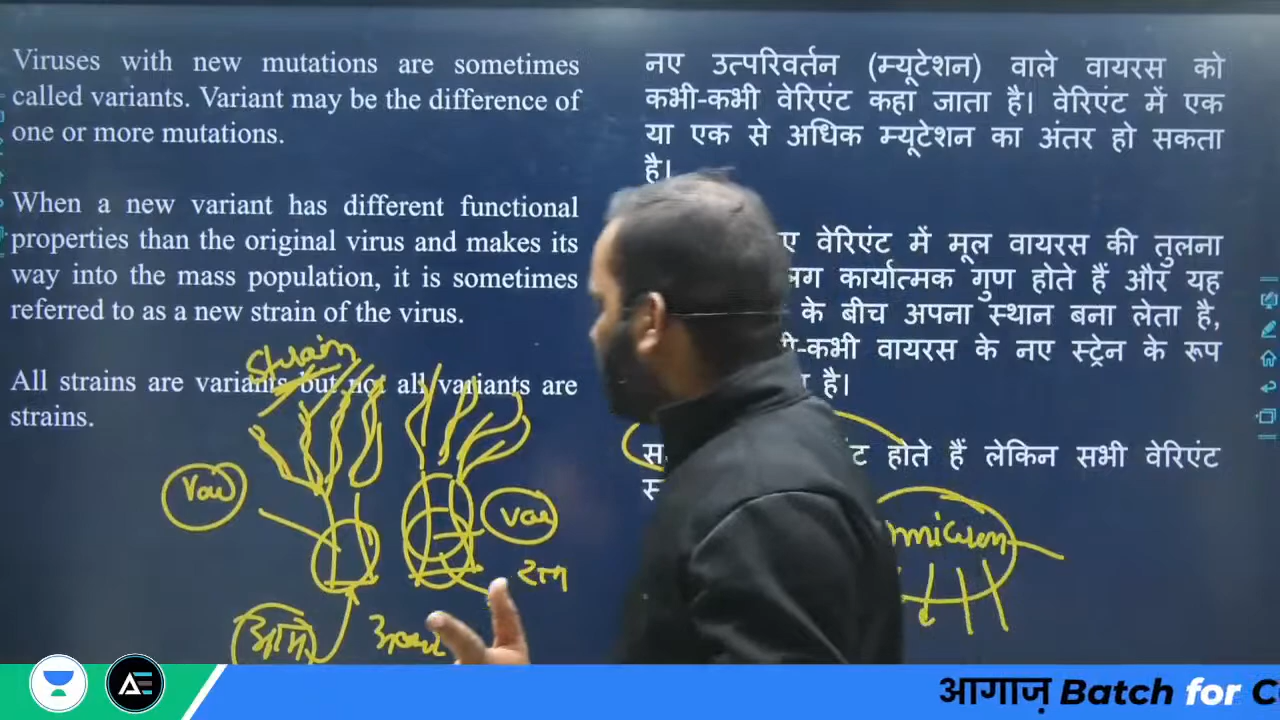 Viruses with new mutations are sometimes
called variants. Variant may be the difference of
one or more mutations.
When a new variant has different functional
properties than the original virus and makes its
way into the mass population, it is sometimes
referred to as a new strain of the virus.
All strains are variants but not all variants are
strains.
Strain
Var
Var
नए उत्परिवर्तन (म्यूटेशन) वाले वायरस को
कभी-कभी वेरिएंट कहा जाता है। वेरिएंट में एक
या एक से अधिक म्यूटेशन का अंतर हो सकता
है।
वेरिएंट में मूल वायरस की तुलना
कार्यात्मक गुण होते हैं और यह
के बीच अपना स्थान बना लेता है,
वायरस के नए स्ट्रेन के रूप
है।
होते हैं लेकिन सभी वेरिएंट
आगाज़ Batch for